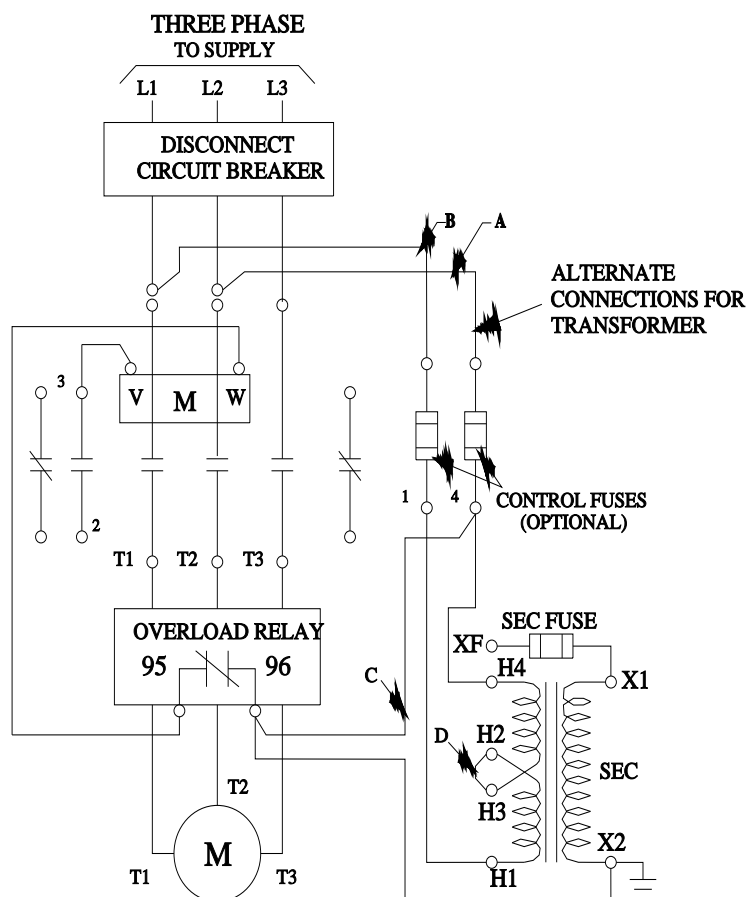 THREE PHASE
TO SUPPLY
L1 L2 L3
DISCONNECT
CIRCUIT BREAKER
B A
ALTERNATE
CONNECTIONS FOR
TRANSFORMER
3
V M W
1 4
CONTROL FUSES
(OPTIONAL)
2
T1 T2 T3
OVERLOAD RELAY
95 96
SEC FUSE
XF
H4 X1
C
D H2
SEC
H3
T2
M
X2
T1 T3 H1